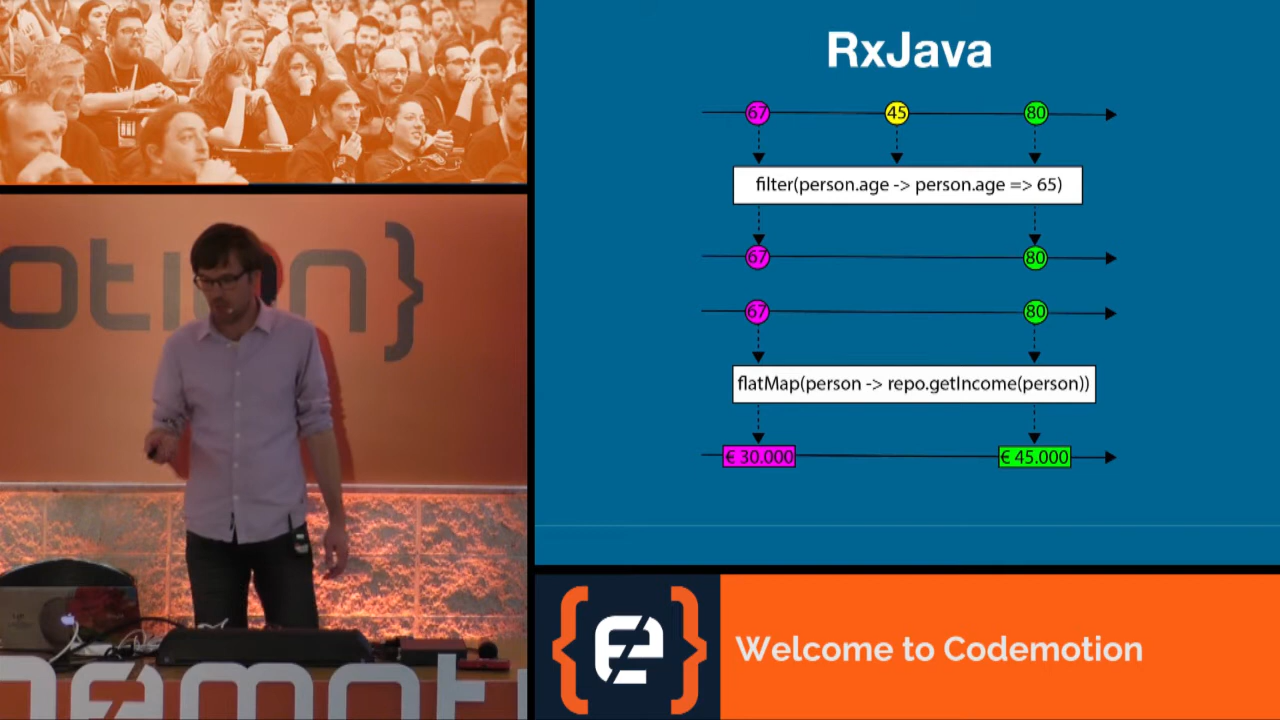 RxJava
67 45 80
filter(person.age -> person.age => 65)
67 80
67 80
flatMap(person -> repo.getIncome(person))
€ 30.000 € 45.000
otion}
Welcome to Codemotion